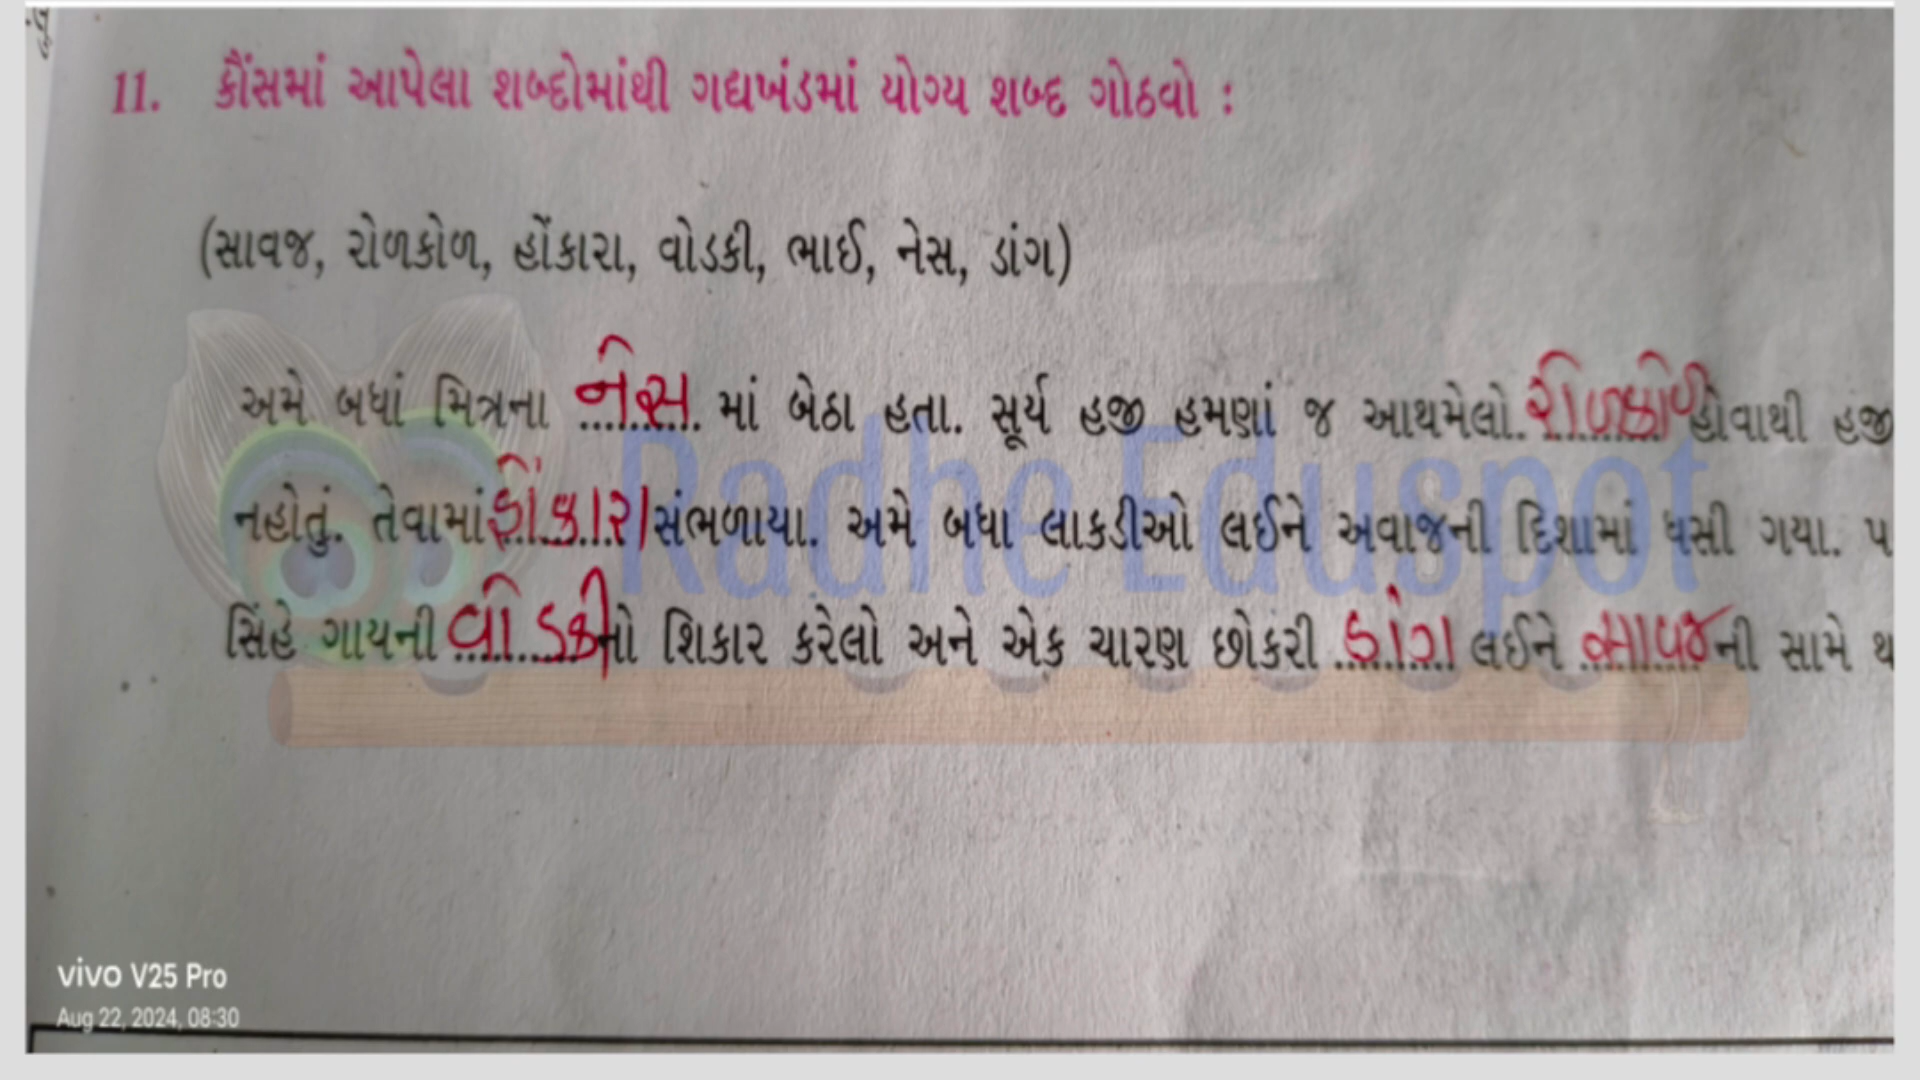 11. કૌંસમાં આપેલા શબ્દોમાંથી ગદ્યખંડમાં યોગ્ય શબ્દ ગોઠવો :
(સાવજ, રોળકોળ, હોંકારા, વોડકી, ભાઈ, નેસ, ડાંગ)
અમે બધાં મિત્રના નેસ માં બેઠા હતા. સૂર્ય હજી હમણાં જ આથમેલો. રોળકોળ હોવાથી હજી
નહોતું. તેવામાં હોંકારા સંભળાયા. અમે બધા લાકડીઓ લઈને અવાજની દિશામાં ધસી ગયા. પ
સિંહે ગાયની વોડકી નો શિકાર કરેલો અને એક ચારણ છોકરી ડાંગ લઈને સાવજ ની સામે થ
Radhe Eduspot
vivo V25 Pro
Aug 22, 2024, 08:30